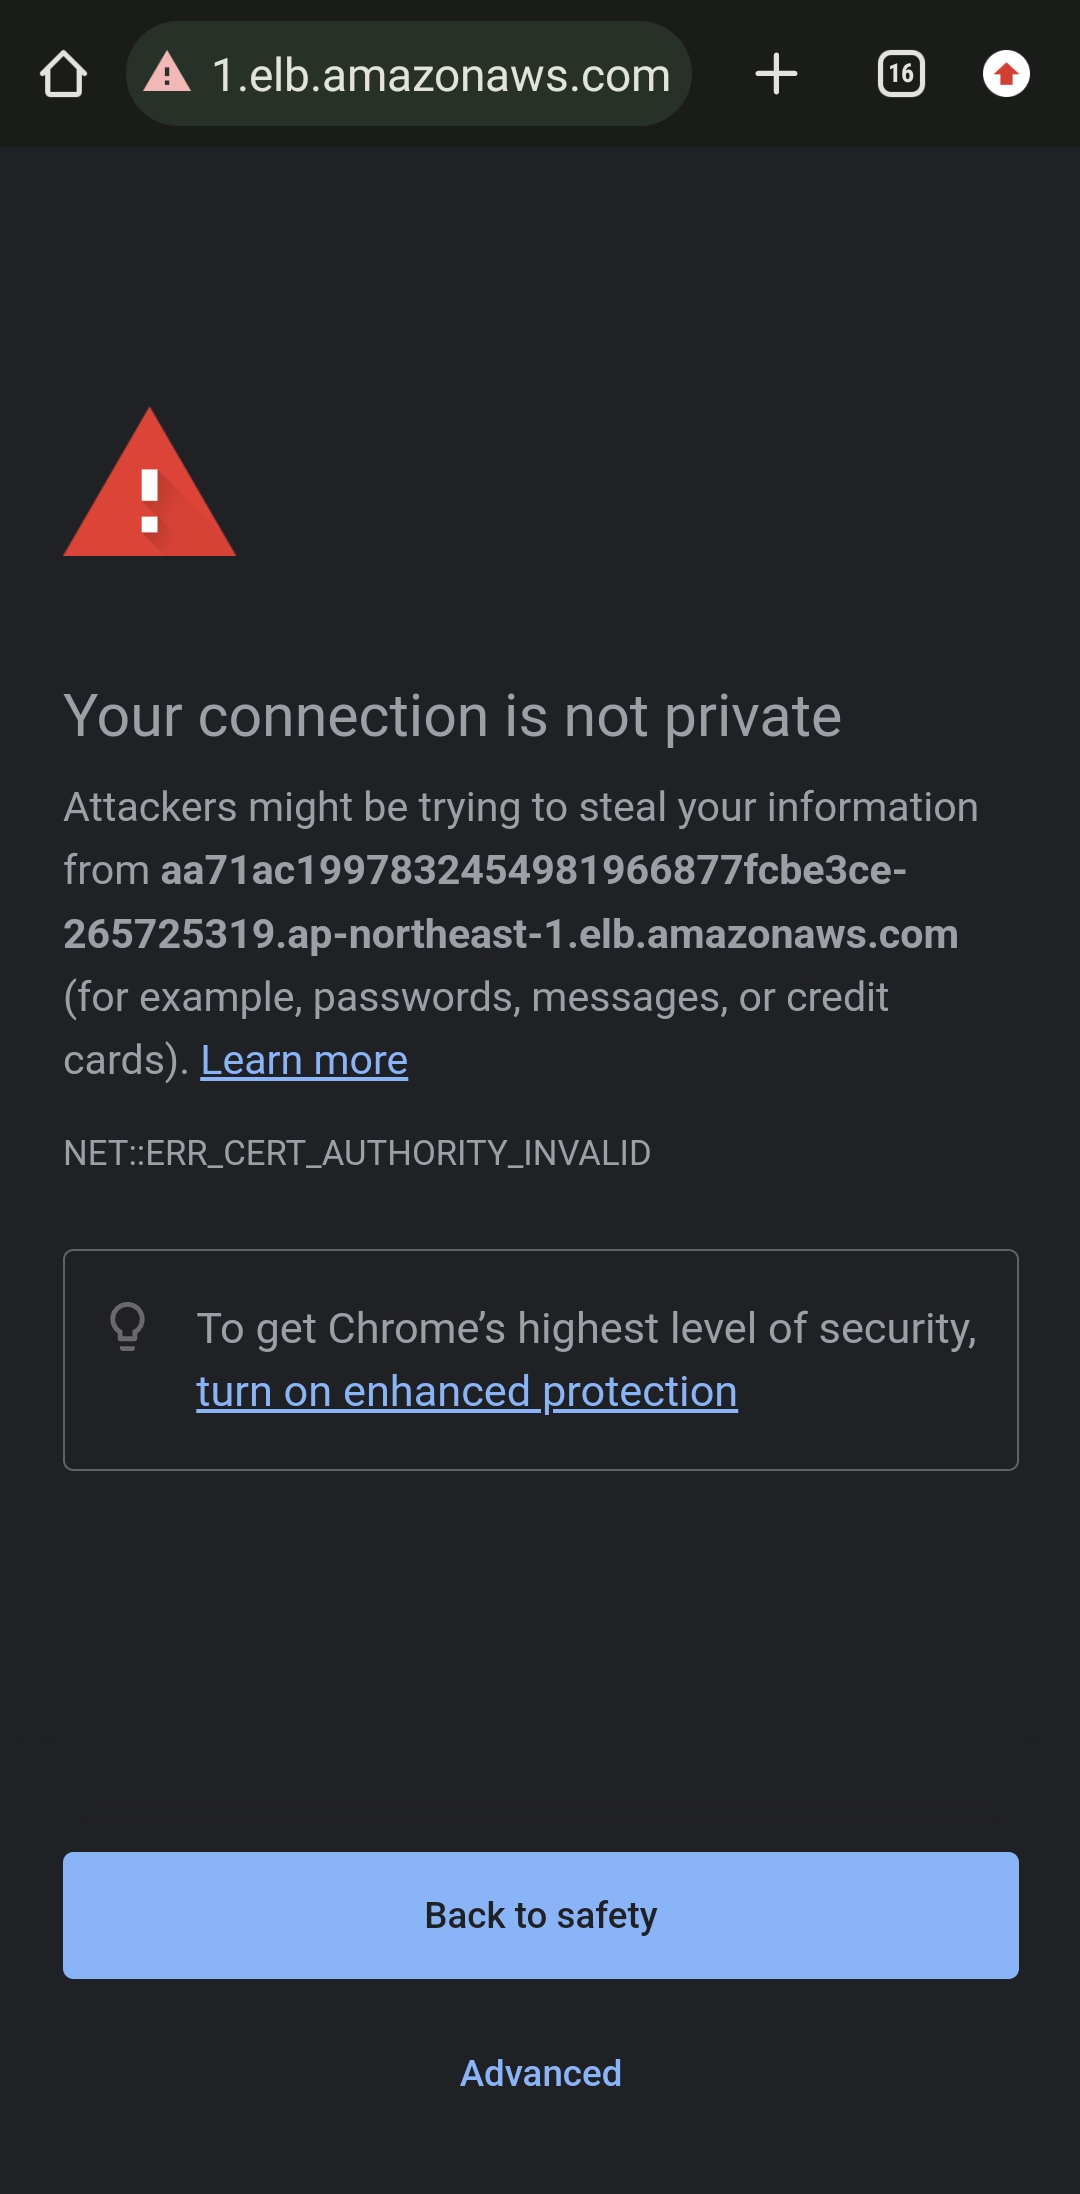 1.elb.amazonaws.com
16
Your connection is not private
Attackers might be trying to steal your information
from aa71ac1997832454981966877fcbe3ce-
265725319.ap-northeast-1.elb.amazonaws.com
(for example, passwords, messages, or credit
cards). Learn more
NET::ERR_CERT_AUTHORITY_INVALID
To get Chrome’s highest level of security,
turn on enhanced protection
Back to safety
Advanced